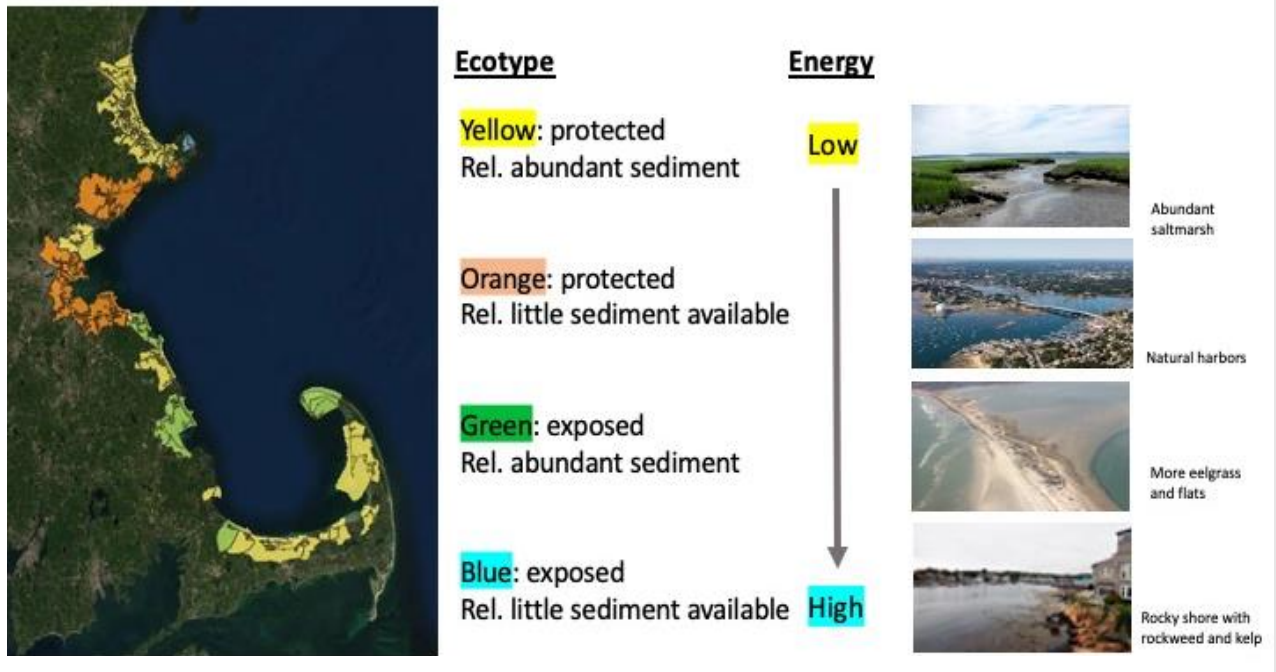 Ecotype
Energy
Yellow: protected
Rel. abundant sediment
Low
Abundant
saltmarsh
Orange: protected
Rel. little sediment available
Natural harbors
Green: exposed
Rel. abundant sediment
More eelgrass
and flats
Blue: exposed
Rel. little sediment available
High
Rocky shore with
rockweed and kelp